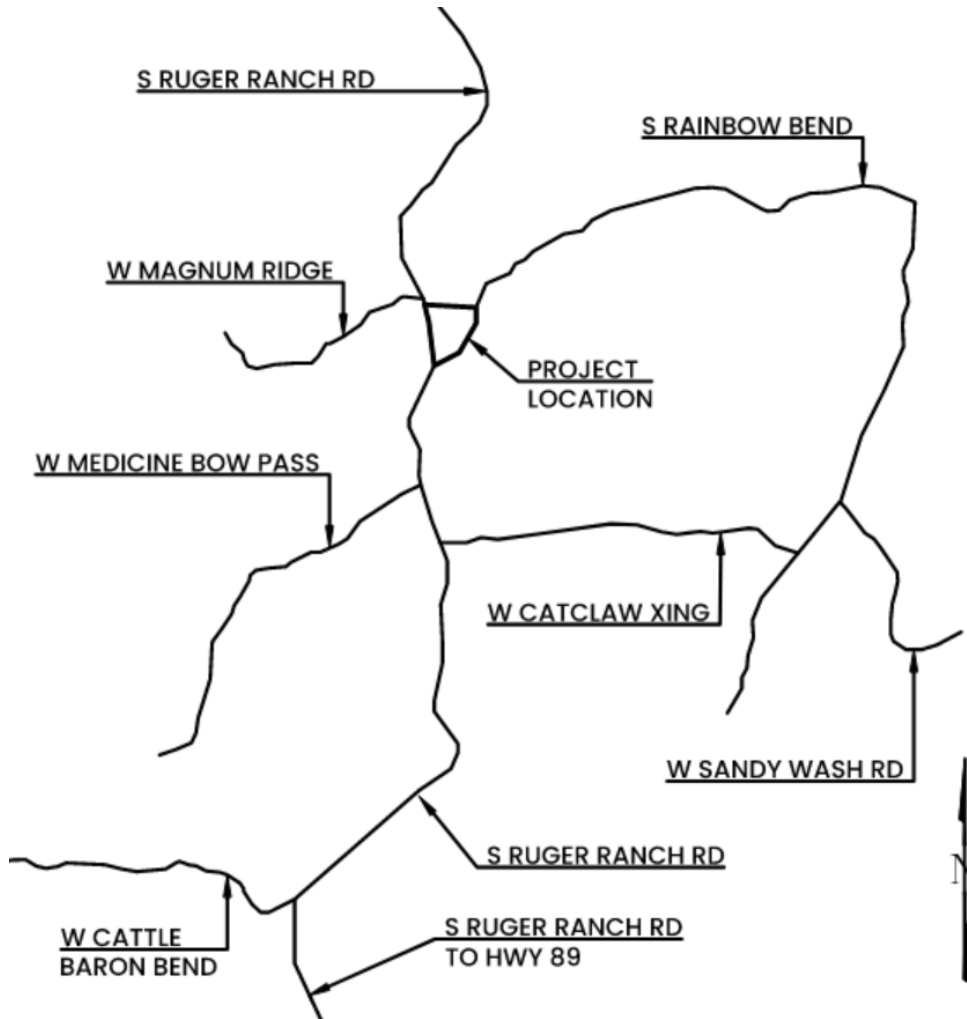 S RUGER RANCH RD
S RAINBOW BEND
W MAGNUM RIDGE
PROJECT
LOCATION
W MEDICINE BOW PASS
W CATCLAW XING
W SANDY WASH RD
S RUGER RANCH RD
W CATTLE
BARON BEND
S RUGER RANCH RD
TO HWY 89